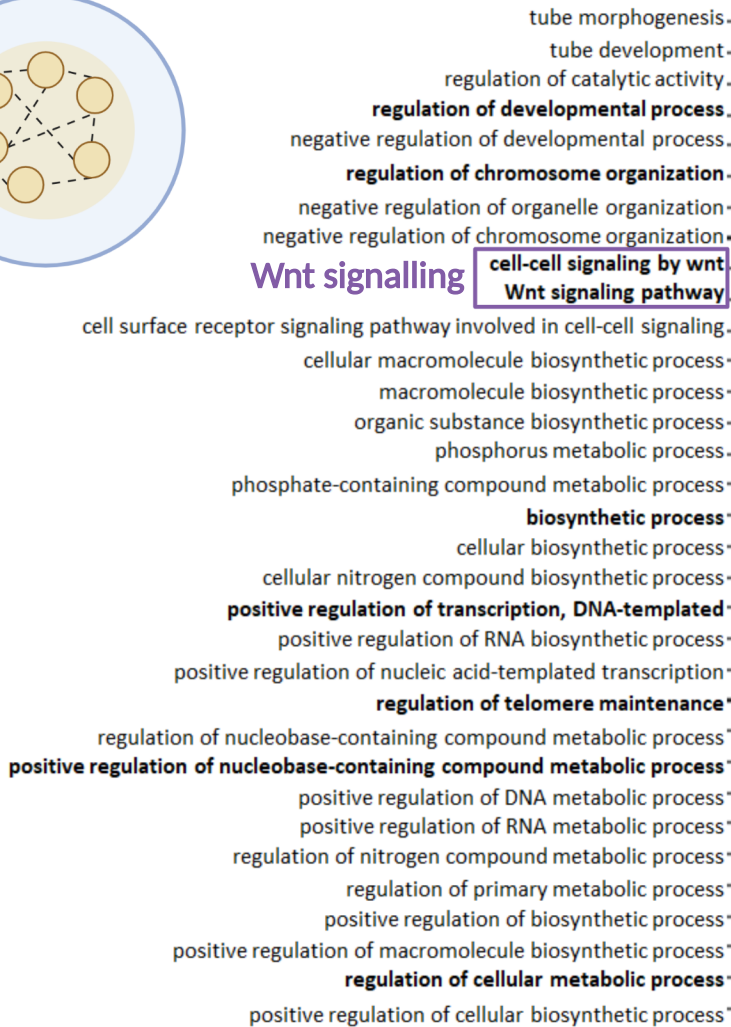 tube morphogenesis
tube development
regulation of catalytic activity
regulation of developmental process
negative regulation of developmental process
regulation of chromosome organization
negative regulation of organelle organization
negative regulation of chromosome organization
Wnt signalling
cell-cell signaling by wnt
Wnt signaling pathway
cell surface receptor signaling pathway involved in cell-cell signaling
cellular macromolecule biosynthetic process
macromolecule biosynthetic process
organic substance biosynthetic process
phosphorus metabolic process
phosphate-containing compound metabolic process
biosynthetic process
cellular biosynthetic process
cellular nitrogen compound biosynthetic process
positive regulation of transcription, DNA-templated
positive regulation of RNA biosynthetic process
positive regulation of nucleic acid-templated transcription
regulation of telomere maintenance
regulation of nucleobase-containing compound metabolic process
positive regulation of nucleobase-containing compound metabolic process
positive regulation of DNA metabolic process
positive regulation of RNA metabolic process
regulation of nitrogen compound metabolic process
regulation of primary metabolic process
positive regulation of biosynthetic process
positive regulation of macromolecule biosynthetic process
regulation of cellular metabolic process
positive regulation of cellular biosynthetic process